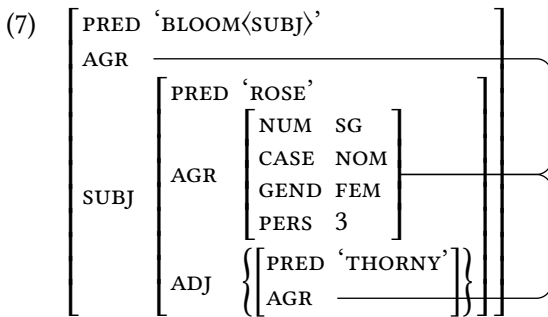 (7)
PRED ‘BLOOM⟨SUBJ⟩’
AGR
PRED ‘ROSE’
NUM SG
CASE NOM
AGR
GEND FEM
SUBJ
PERS 3
PRED ‘THORNY’
ADJ
AGR